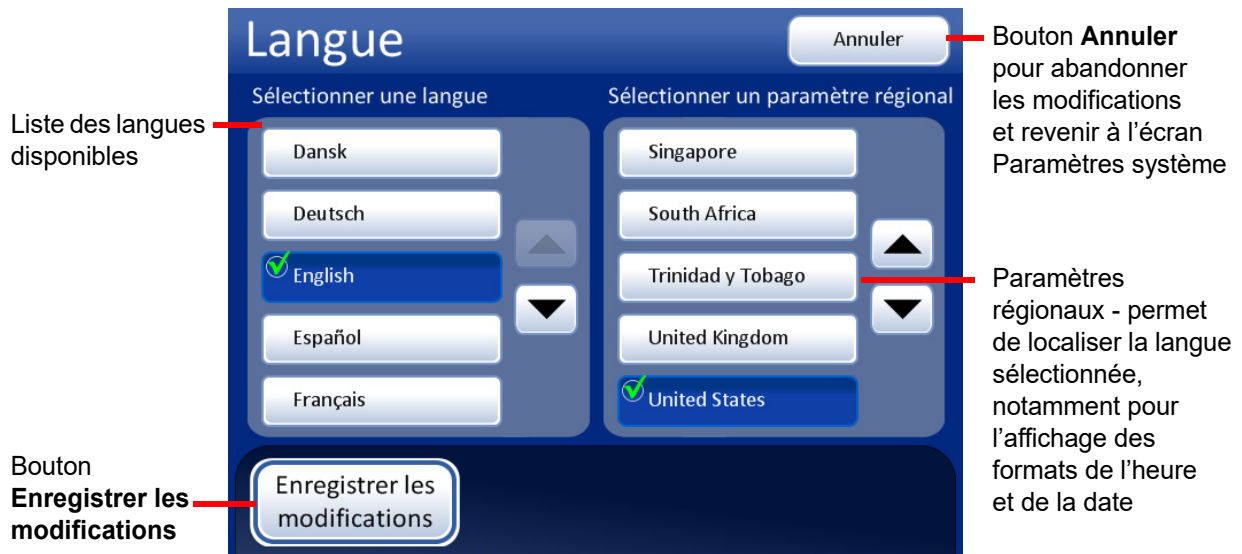 Langue
Annuler
Sélectionner une langue
Sélectionner un paramètre régional
Dansk
Deutsch
English
Español
Français
Singapore
South Africa
Trinidad y Tobago
United Kingdom
United States
Enregistrer les
modifications
Liste des langues
disponibles
Bouton
Enregistrer les
modifications
Bouton Annuler
pour abandonner
les modifications
et revenir à l’écran
Paramètres système
Paramètres
régionaux - permet
de localiser la langue
sélectionnée,
notamment pour
l’affichage des
formats de l’heure
et de la date